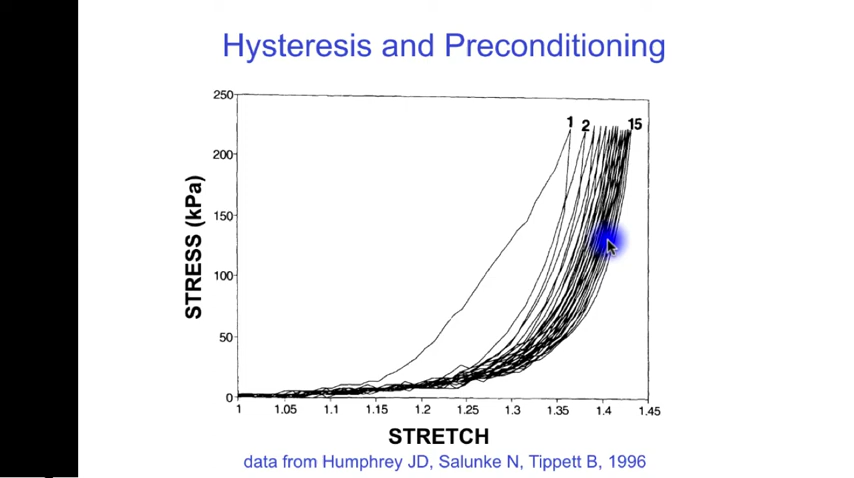 Hysteresis and Preconditioning
250
200
150
100
50
0
STRESS (kPa)
1 2 15
1 1.05 1.1 1.15 1.2 1.25 1.3 1.35 1.4 1.45
STRETCH
data from Humphrey JD, Salunke N, Tippett B, 1996